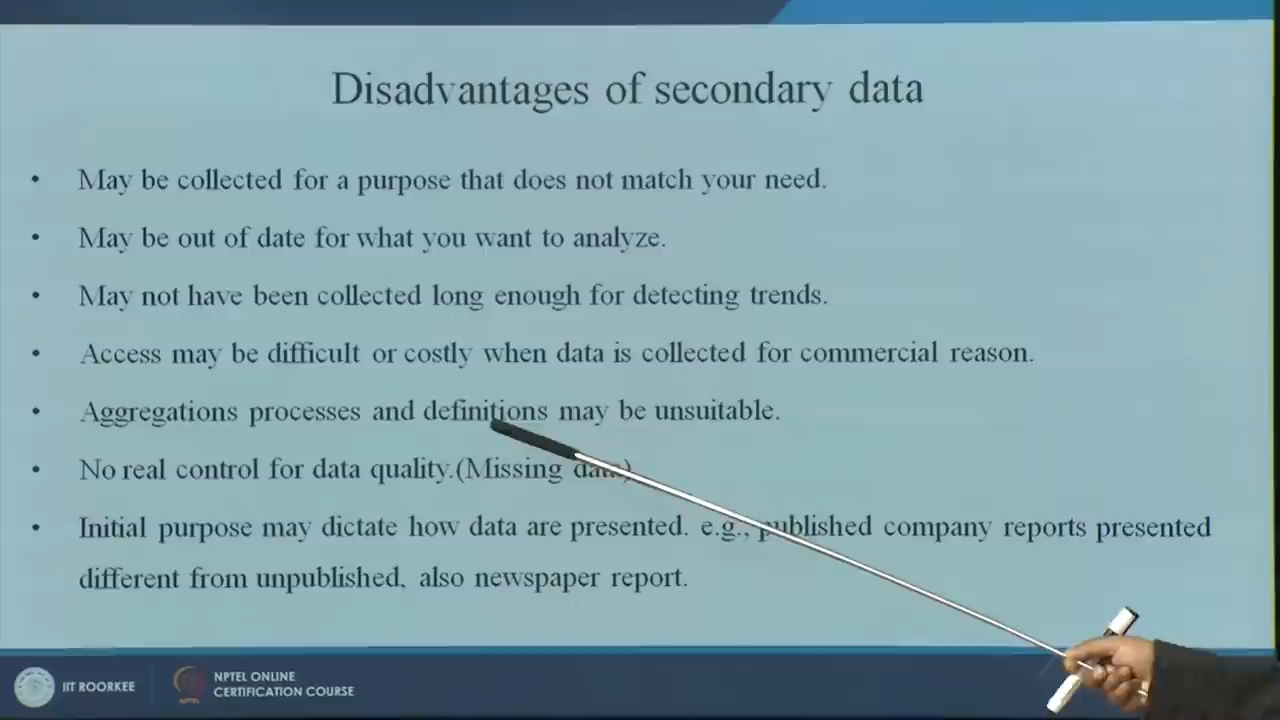 Disadvantages of secondary data
• May be collected for a purpose that does not match your need.
• May be out of date for what you want to analyze.
• May not have been collected long enough for detecting trends.
• Access may be difficult or costly when data is collected for commercial reason.
• Aggregations processes and definitions may be unsuitable.
• No real control for data quality.(Missing data)
• Initial purpose may dictate how data are presented. e.g., published company reports presented
different from unpublished, also newspaper report.
IIT ROORKEE
NPTEL ONLINE
CERTIFICATION COURSE